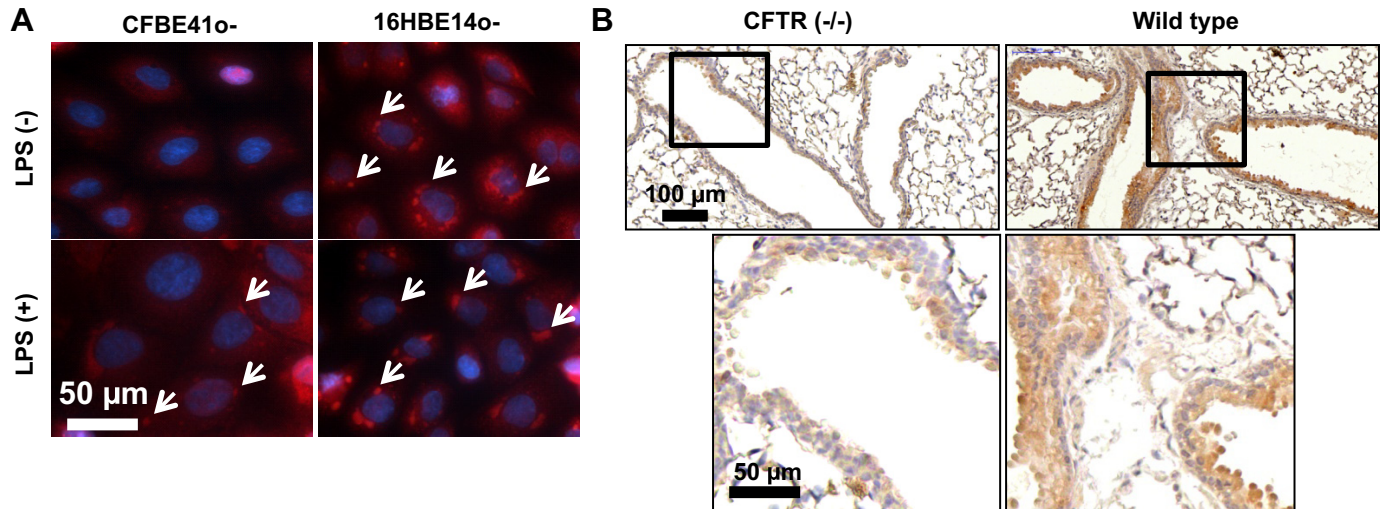 A
CFBE41o-
16HBE14o-
LPS (-)
LPS (+)
50 µm
B
CFTR (-/-)
Wild type
100 µm
50 µm